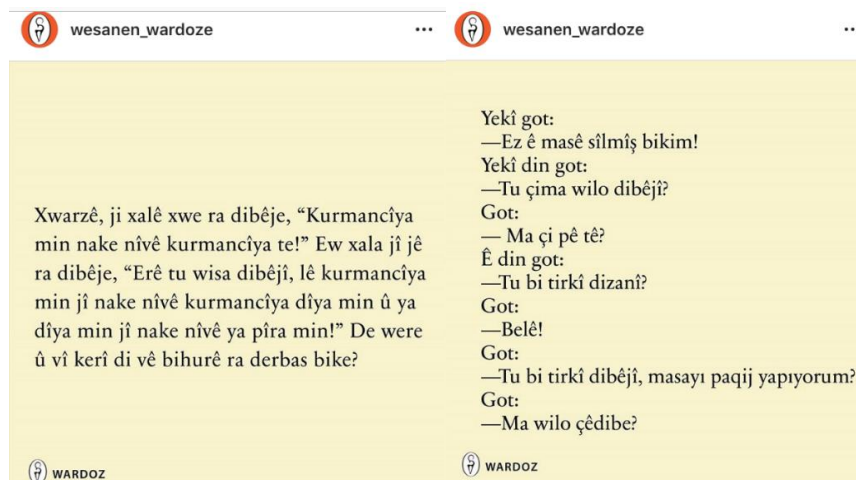 wesanen_wardoze
Xwarzê, ji xalê xwe ra dibêje, “Kurmancîya
min nake nîvê kurmancîya te!” Ew xala jî jê
ra dibêje, “Erê tu wisa dibêjî, lê kurmancîya
min jî nake nîvê kurmancîya dîya min û ya
dîya min jî nake nîvê ya pîra min!” De were
û vî kerî di vê bihurê ra derbas bike?
WARDOZ
wesanen_wardoze
Yekî got:
—Ez ê masê sîlmîş bikim!
Yekî din got:
—Tu çima wilo dibêjî?
Got:
— Ma çi pê tê?
Ê din got:
—Tu bi tirkî dizanî?
Got:
—Belê!
Got:
—Tu bi tirkî dibêjî, masayı paqij yapıyorum?
Got:
—Ma wilo çêdibe?
WARDOZ